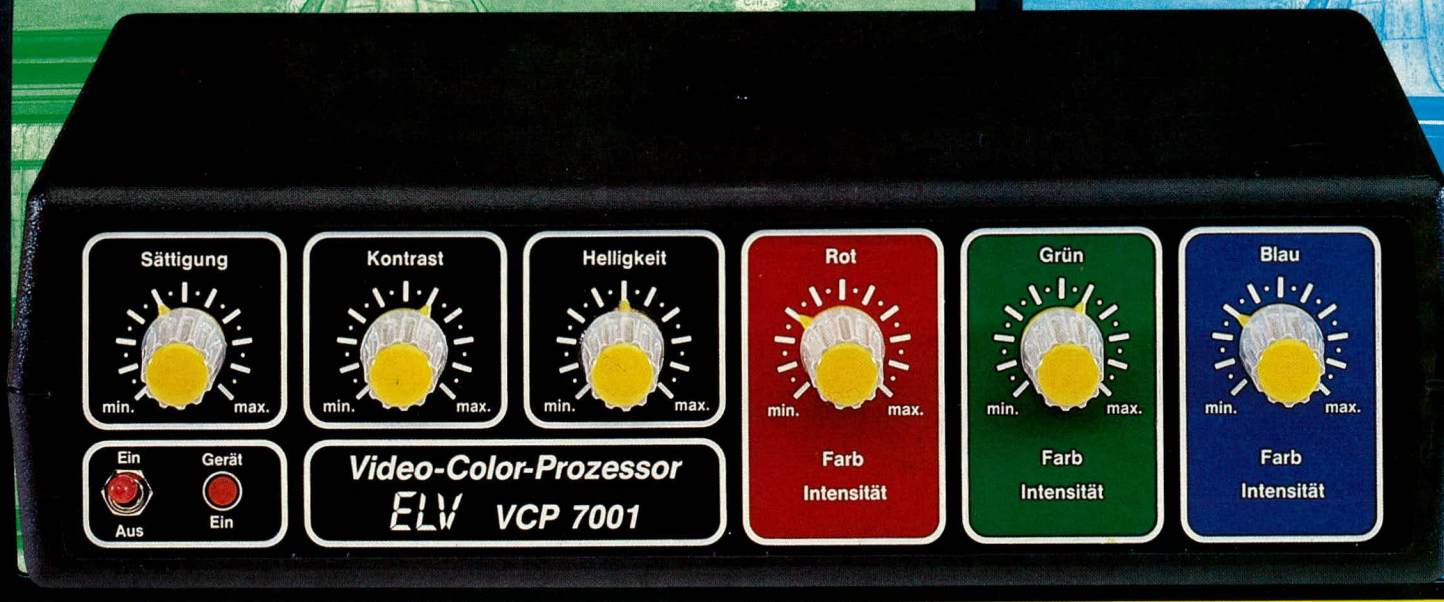 Sättigung
min. max.
Kontrast
min. max.
Helligkeit
min. max.
Rot
min. max.
Farb
Intensität
Grün
min. max.
Farb
Intensität
Blau
min. max.
Farb
Intensität
Ein
Aus
Gerät
Ein
Video-Color-Prozessor
ELV VCP 7001